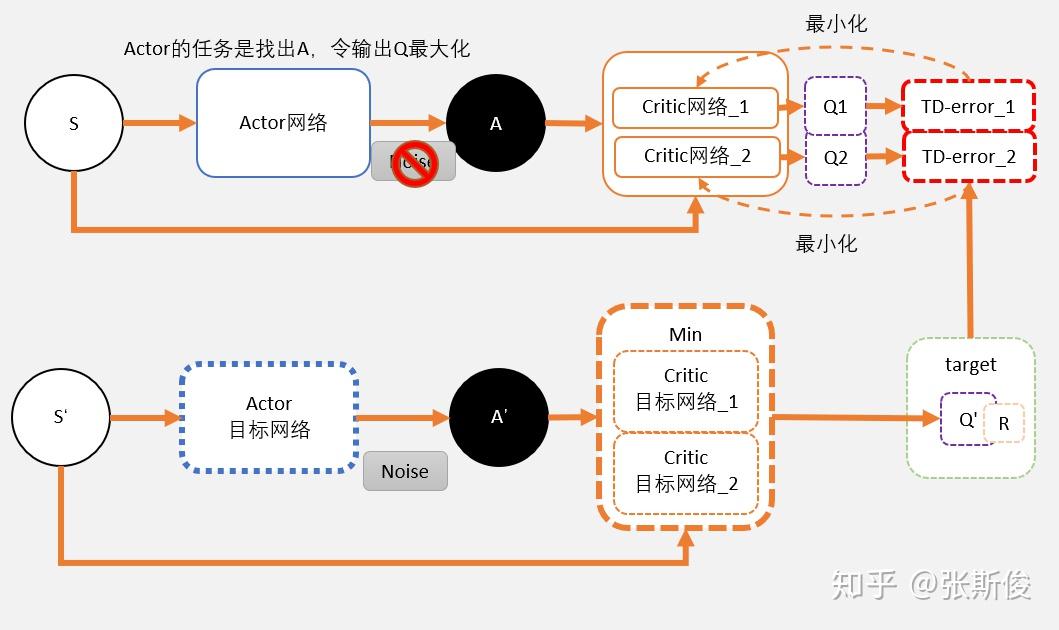 Actor的任务是找出A，令输出Q最大化
最小化
S
Actor网络
Noise
A
Critic网络_1
Critic网络_2
Q1
Q2
TD-error_1
TD-error_2
最小化
S‘
Actor
目标网络
Noise
A’
Min
Critic
目标网络_1
Critic
目标网络_2
target
Q'
R
知乎 @张斯俊